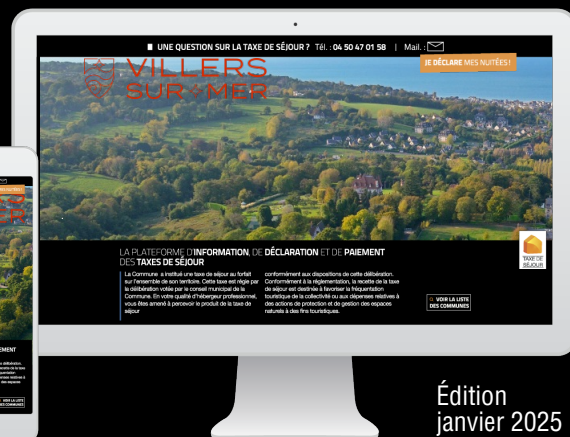 UNE QUESTION SUR LA TAXE DE SÉJOUR ? Tél. : 04 50 47 01 58 | Mail. :
JE DÉCLARE MES NUITÉES !
VILLERS
SUR MER
LA PLATEFORME D'INFORMATION, DE DÉCLARATION ET DE PAIEMENT
DES TAXES DE SÉJOUR
La Commune a institué une taxe de séjour au forfait
sur l'ensemble de son territoire. Cette taxe est régie par
la délibération votée par le conseil municipal de la
Commune. En votre qualité d'hébergeur professionnel,
vous êtes amené à percevoir le produit de la taxe de
séjour
conformément aux dispositions de cette délibération.
Conformément à la réglementation, la recette de la taxe
de séjour est destinée à favoriser la fréquentation
touristique de la collectivité ou aux dépenses relatives à
des actions de protection et de gestion des espaces
naturels à des fins touristiques.
TAXE DE
SÉJOUR
VOIR LA LISTE
DES COMMUNES
Édition
janvier 2025